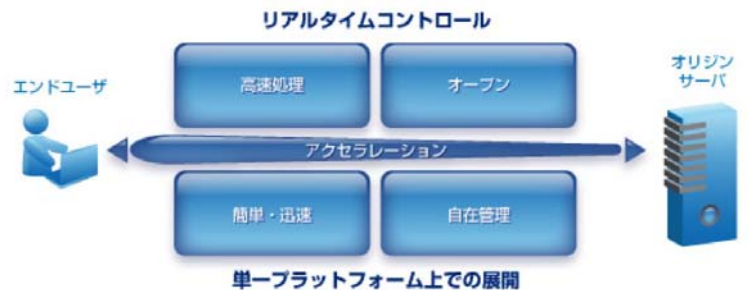 リアルタイムコントロール
エンドユーザ
高速処理
オープン
オリジン
サーバ
アクセラレーション
簡単・迅速
自在管理
単一プラットフォーム上での展開